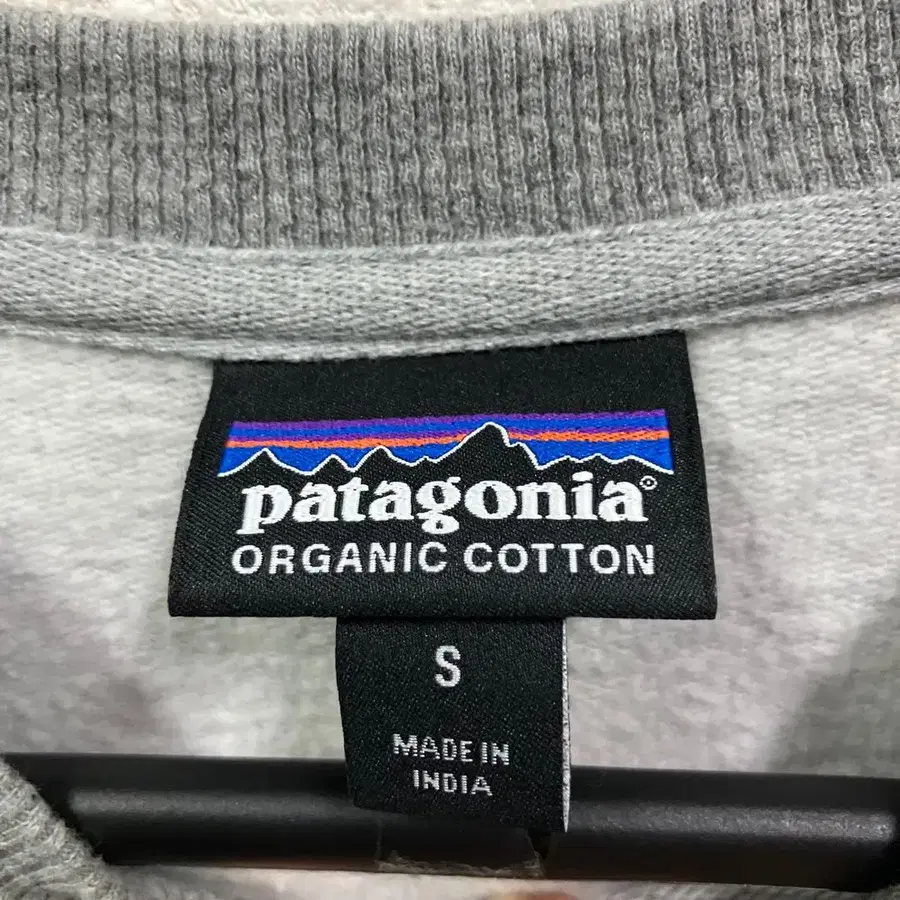 patagonia®
ORGANIC COTTON
S
MADE IN
INDIA